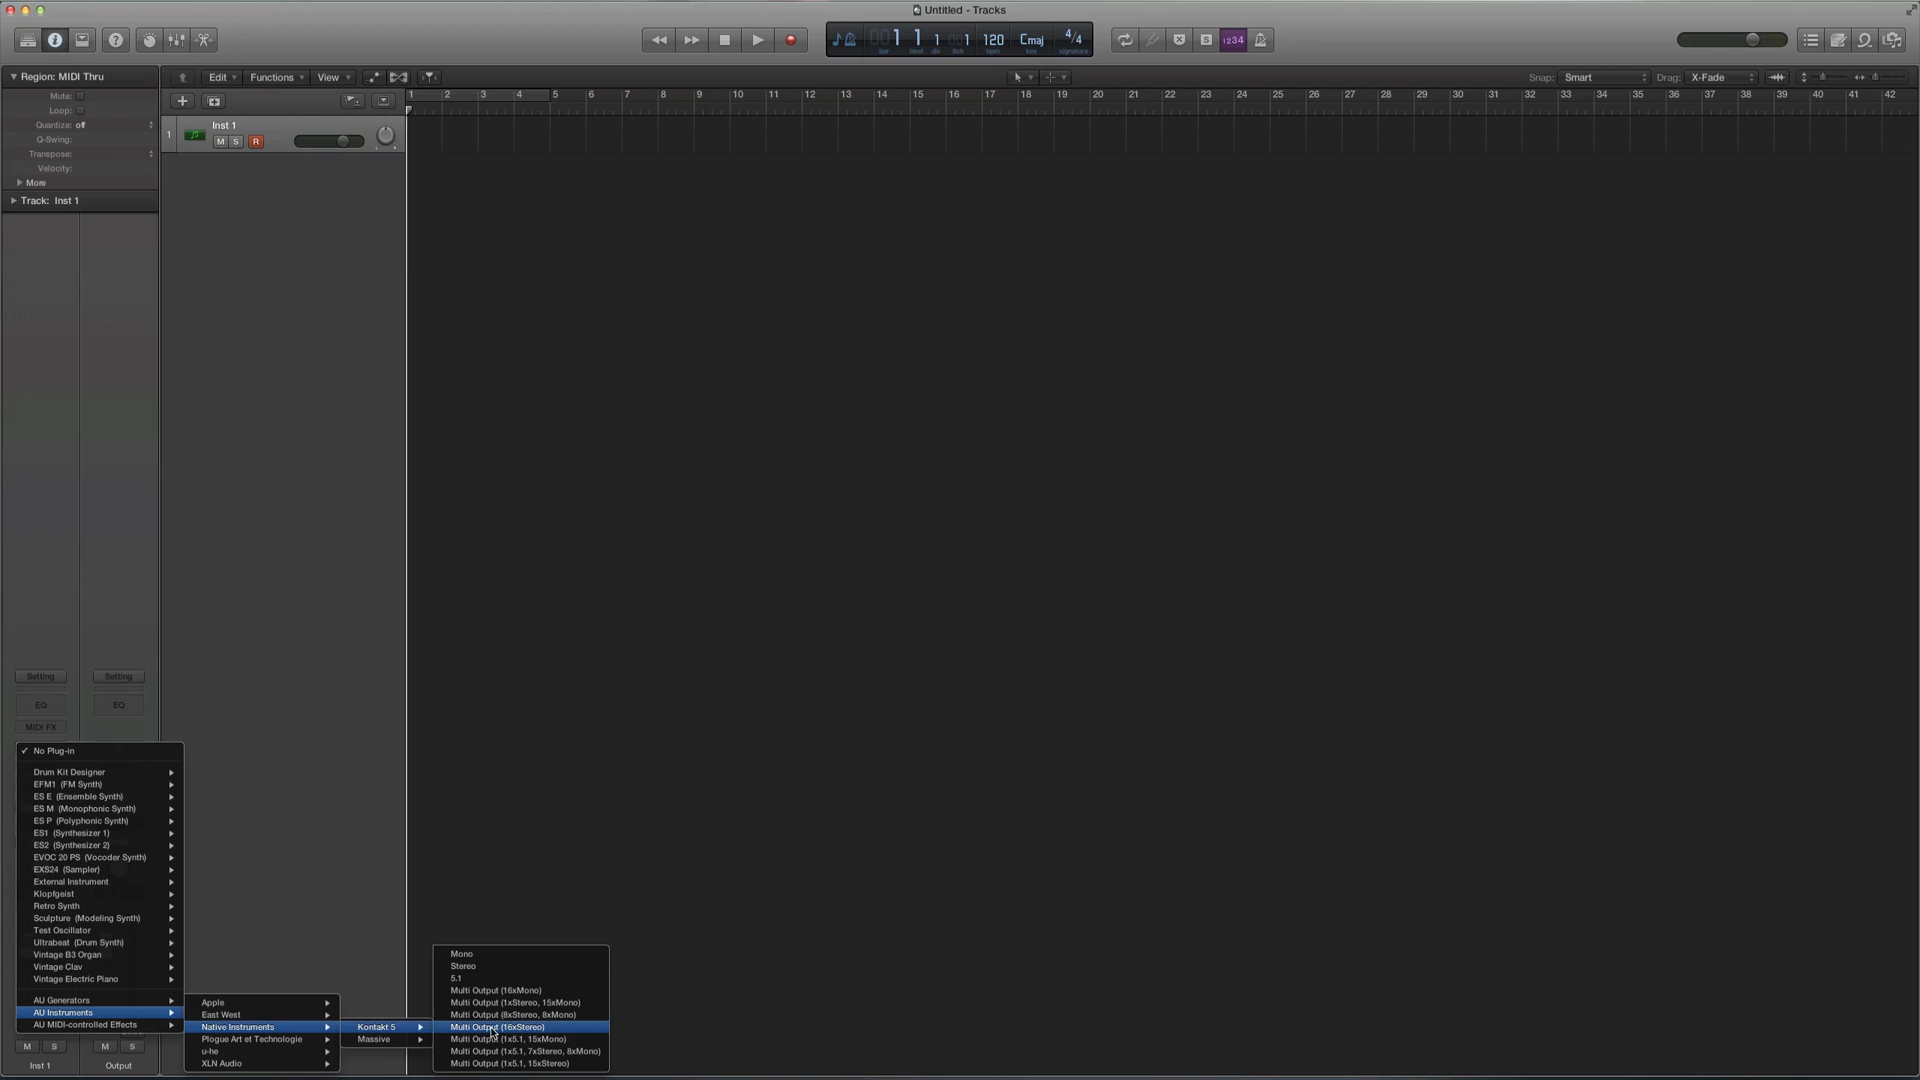 Untitled - Tracks
1 1 1 1 120 Cmaj 4/4
bar beat div tick bpm key signature
1234
Region: MIDI Thru
Edit Functions View
Snap: Smart Drag: X-Fade
Mute:
Loop:
Quantize: of
Q-Swing:
Transpose:
Velocity:
More
Track: Inst 1
1 2 3 4 5 6 7 8 9 10 11 12 13 14 15 16 17 18 19 20 21 22 23 24 25 26 27 28 29 30 31 32 33 34 35 36 37 38 39 40 41 42
1 Inst 1
M S R
Setting Setting
EQ EQ
MIDI FX
No Plug-in
Drum Kit Designer
EFM1 (FM Synth)
ES E (Ensemble Synth)
ES M (Monophonic Synth)
ES P (Polyphonic Synth)
ES1 (Synthesizer 1)
ES2 (Synthesizer 2)
EVOC 20 PS (Vocoder Synth)
EXS24 (Sampler)
External Instrument
Klopfgeist
Retro Synth
Sculpture (Modeling Synth)
Test Oscillator
Ultrabeat (Drum Synth)
Vintage B3 Organ
Vintage Clav
Vintage Electric Piano
AU Generators
AU Instruments
AU MIDI-controlled Effects
Apple
East West
Native Instruments
Plogue Art et Technologie
u-he
XLN Audio
Kontakt 5
Massive
Mono
Stereo
5.1
Multi Output (16xMono)
Multi Output (1xStereo, 15xMono)
Multi Output (8xStereo, 8xMono)
Multi Output (16xStereo)
Multi Output (1x5.1, 15xMono)
Multi Output (1x5.1, 7xStereo, 8xMono)
Multi Output (1x5.1, 15xStereo)
M S M S
Inst 1 Output